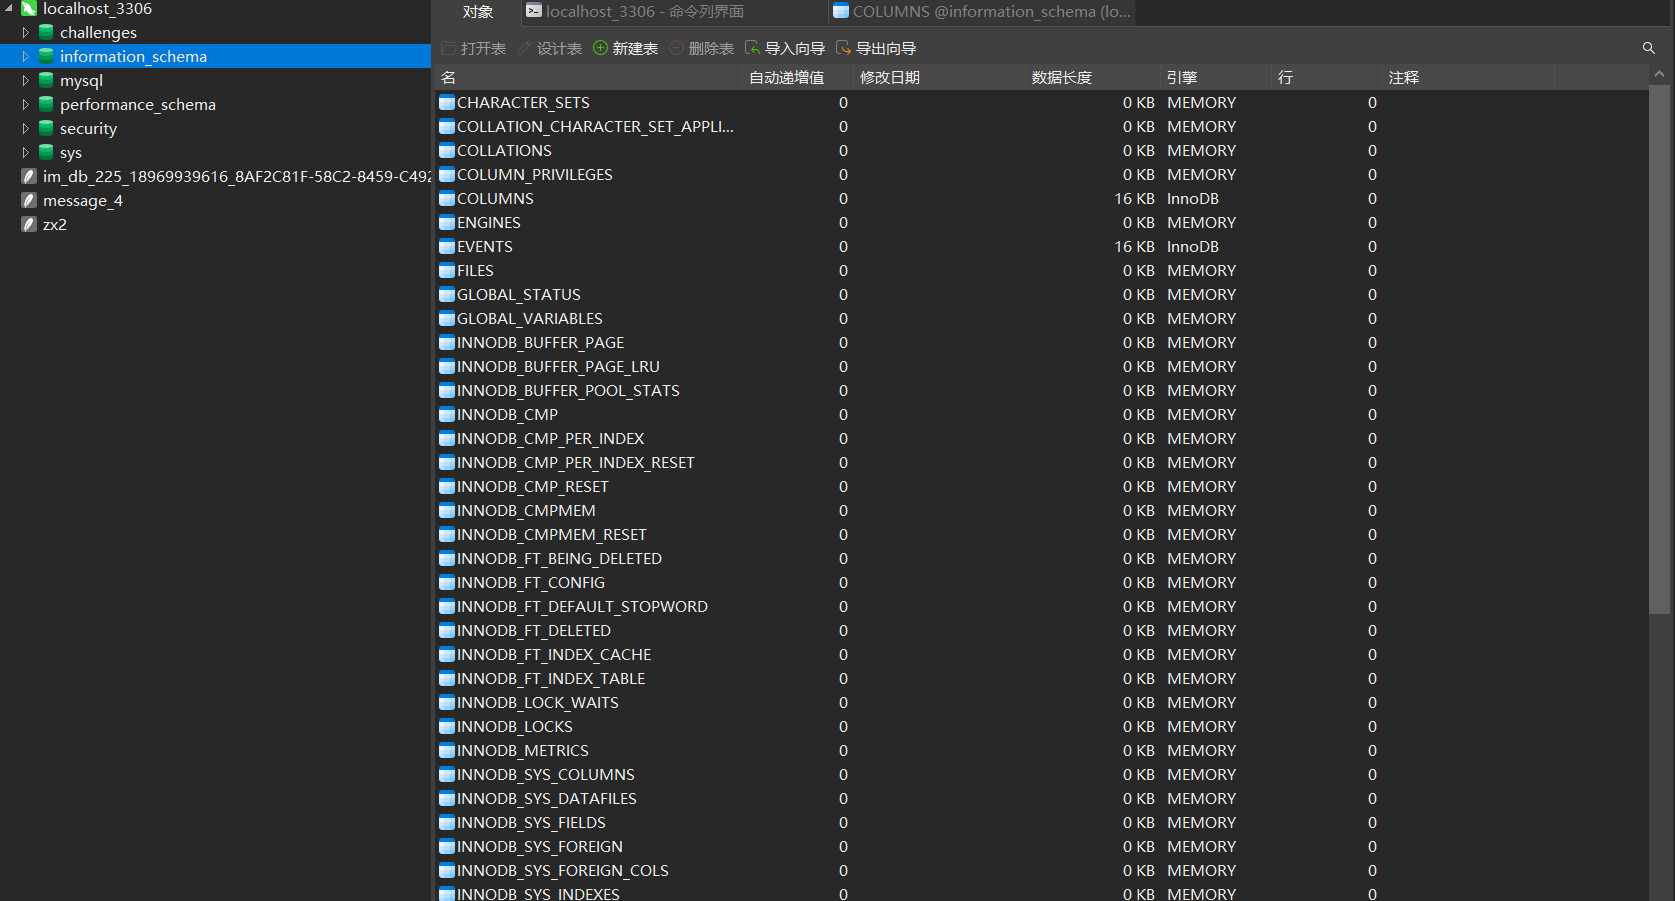 localhost_3306
challenges
information_schema
mysql
performance_schema
security
sys
im_db_225_18969939616_8AF2C81F-58C2-8459-C492
message_4
zx2
对象 localhost_3306 - 命令列界面 COLUMNS @information_schema (lo...
打开表 设计表 新建表 删除表 导入向导 导出向导
名 自动递增值 修改日期 数据长度 引擎 行 注释
CHARACTER_SETS 0 0 KB MEMORY 0
COLLATION_CHARACTER_SET_APPLI... 0 0 KB MEMORY 0
COLLATIONS 0 0 KB MEMORY 0
COLUMN_PRIVILEGES 0 0 KB MEMORY 0
COLUMNS 0 16 KB InnoDB 0
ENGINES 0 0 KB MEMORY 0
EVENTS 0 16 KB InnoDB 0
FILES 0 0 KB MEMORY 0
GLOBAL_STATUS 0 0 KB MEMORY 0
GLOBAL_VARIABLES 0 0 KB MEMORY 0
INNODB_BUFFER_PAGE 0 0 KB MEMORY 0
INNODB_BUFFER_PAGE_LRU 0 0 KB MEMORY 0
INNODB_BUFFER_POOL_STATS 0 0 KB MEMORY 0
INNODB_CMP 0 0 KB MEMORY 0
INNODB_CMP_PER_INDEX 0 0 KB MEMORY 0
INNODB_CMP_PER_INDEX_RESET 0 0 KB MEMORY 0
INNODB_CMP_RESET 0 0 KB MEMORY 0
INNODB_CMPMEM 0 0 KB MEMORY 0
INNODB_CMPMEM_RESET 0 0 KB MEMORY 0
INNODB_FT_BEING_DELETED 0 0 KB MEMORY 0
INNODB_FT_CONFIG 0 0 KB MEMORY 0
INNODB_FT_DEFAULT_STOPWORD 0 0 KB MEMORY 0
INNODB_FT_DELETED 0 0 KB MEMORY 0
INNODB_FT_INDEX_CACHE 0 0 KB MEMORY 0
INNODB_FT_INDEX_TABLE 0 0 KB MEMORY 0
INNODB_LOCK_WAITS 0 0 KB MEMORY 0
INNODB_LOCKS 0 0 KB MEMORY 0
INNODB_METRICS 0 0 KB MEMORY 0
INNODB_SYS_COLUMNS 0 0 KB MEMORY 0
INNODB_SYS_DATAFILES 0 0 KB MEMORY 0
INNODB_SYS_FIELDS 0 0 KB MEMORY 0
INNODB_SYS_FOREIGN 0 0 KB MEMORY 0
INNODB_SYS_FOREIGN_COLS 0 0 KB MEMORY 0
INNODB_SYS_INDEXES 0 0 KB MEMORY 0